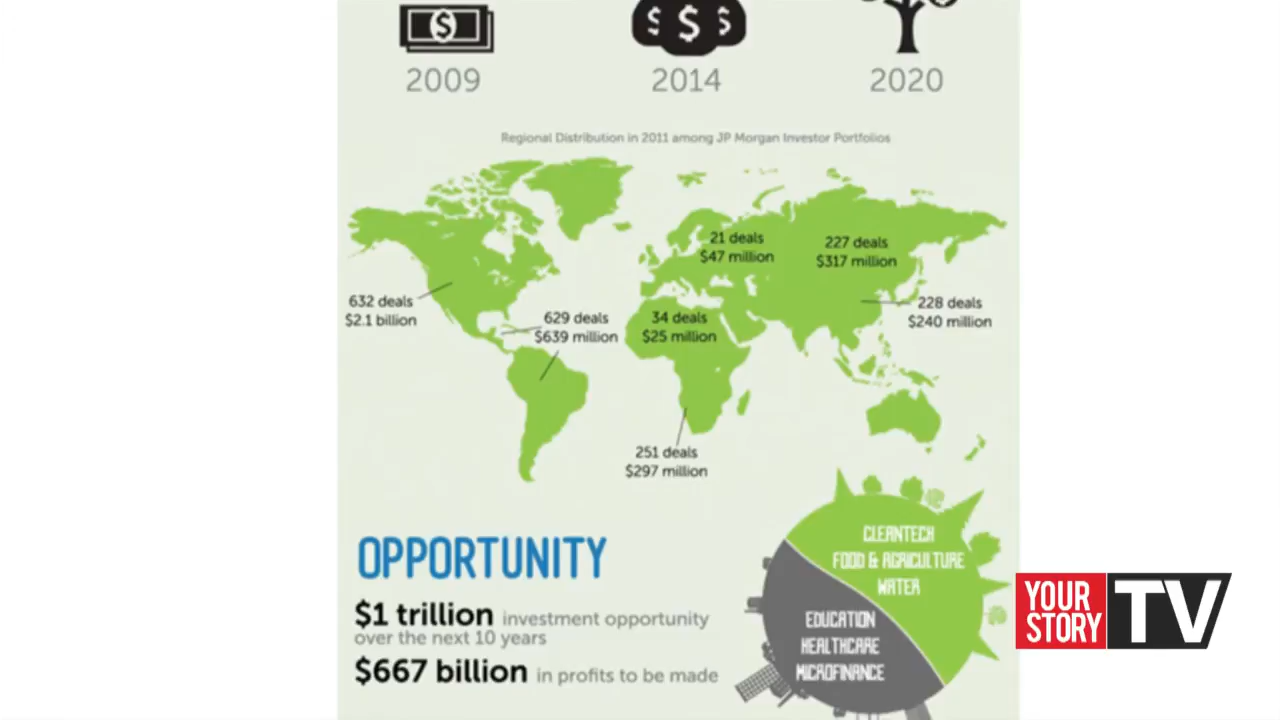 $
$ $ $
2009
2014
2020
Regional Distribution in 2011 among JP Morgan Investor Portfolios
21 deals
$47 million
227 deals
$317 million
632 deals
$2.1 billion
629 deals
$639 million
34 deals
$25 million
228 deals
$240 million
251 deals
$297 million
OPPORTUNITY
$1 trillion investment opportunity
over the next 10 years
$667 billion in profits to be made
CLEANTECH
FOOD & AGRICULTURE
WATER
EDUCATION
HEALTHCARE
MICROFINANCE
YOUR
STORY
TV